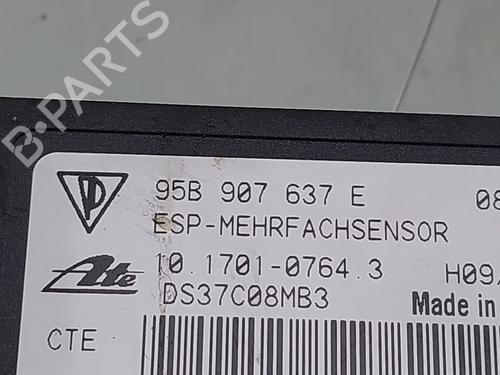 B-PARTS
95B 907 637 E 08
ESP-MEHRFACHSENSOR
Ate 10.1701-0764.3 H09
DS37C08MB3 Made in
CTE